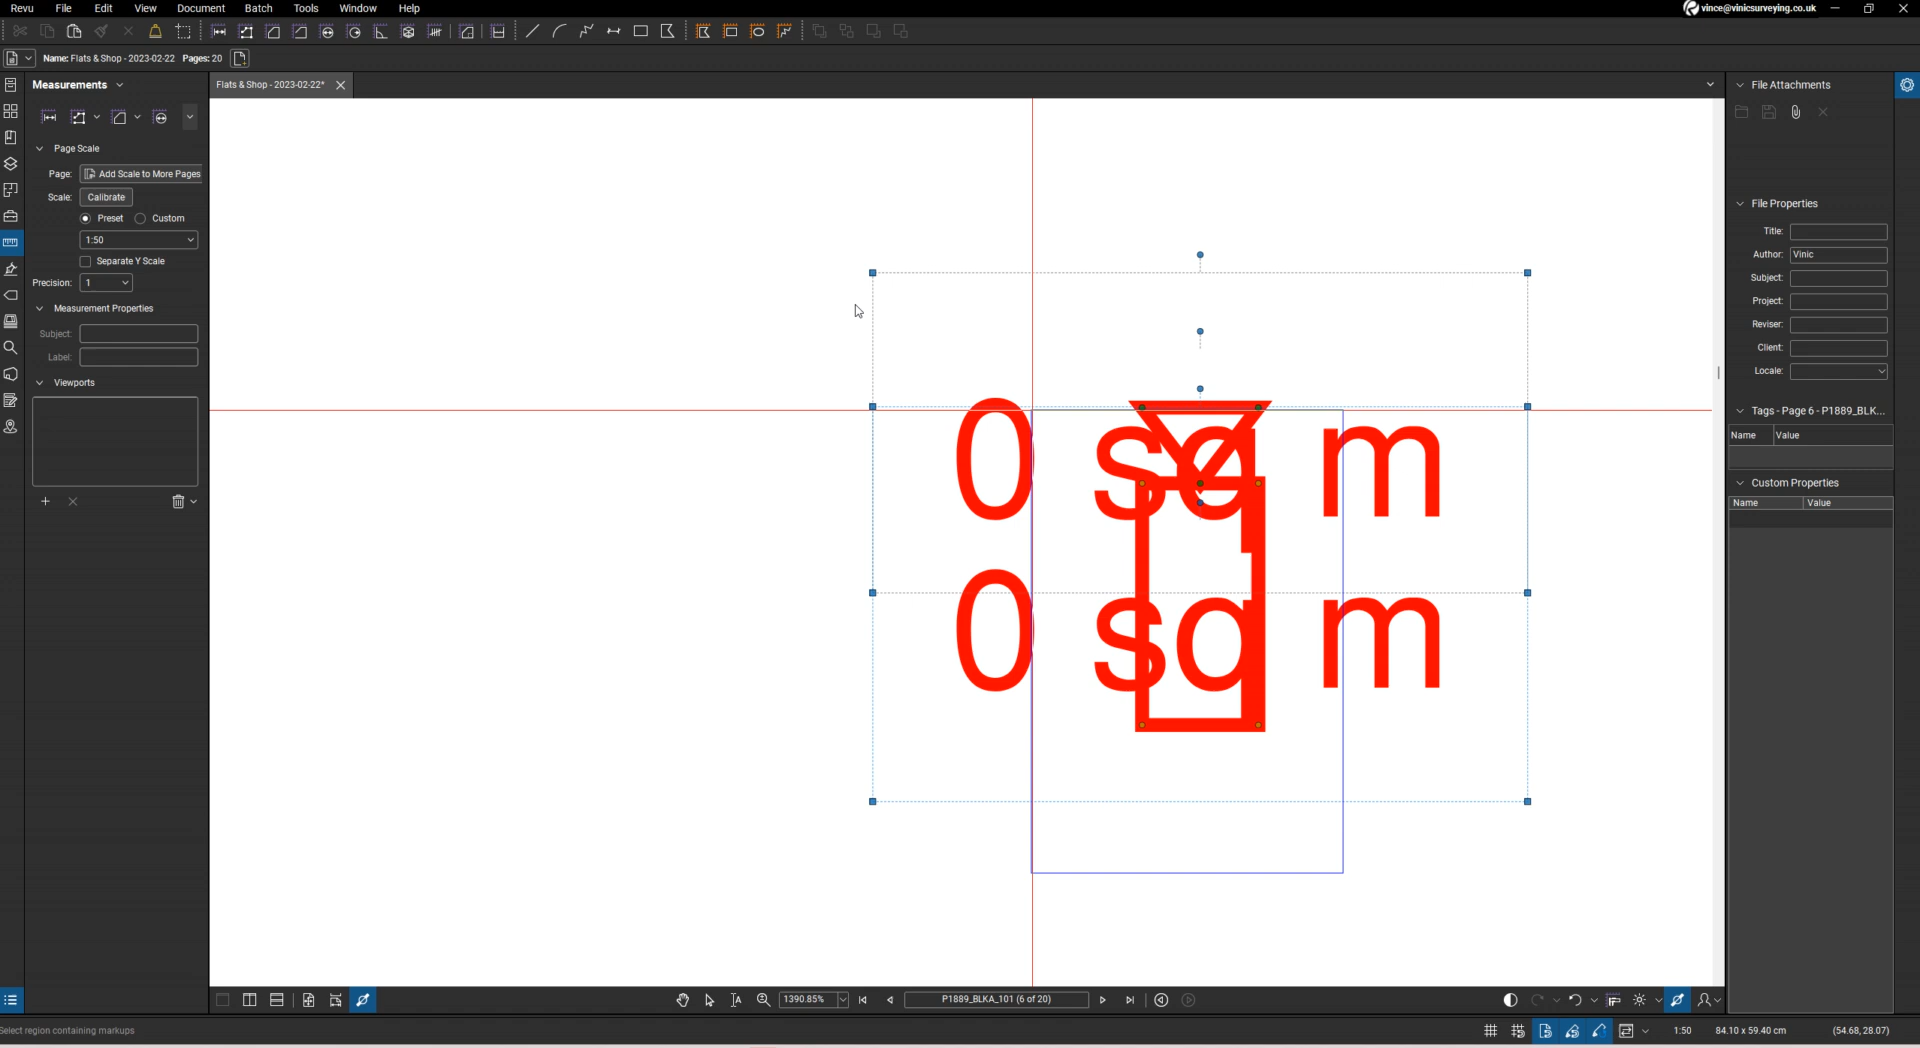 Revu File Edit View Document Batch Tools Window Help vince@vinicsurveying.co.uk
Name: Flats & Shop - 2023-02-22 Pages: 20
Measurements
Flats & Shop - 2023-02-22*
File Attachments
Page Scale
Page: Add Scale to More Pages
Scale: Calibrate
Preset Custom
1:50
Separate Y Scale
Precision: 1
Measurement Properties
Subject:
Label:
Viewports
0 sq m
0 sq m
File Properties
Title:
Author: Vinic
Subject:
Project:
Reviser:
Client:
Locale:
Tags - Page 6 - P1889_BLK...
Name Value
Custom Properties
Name Value
1390.85% P1889_BLKA_101 (6 of 20)
Select region containing markups
1:50 84.10 x 59.40 cm (54.68, 28.07)